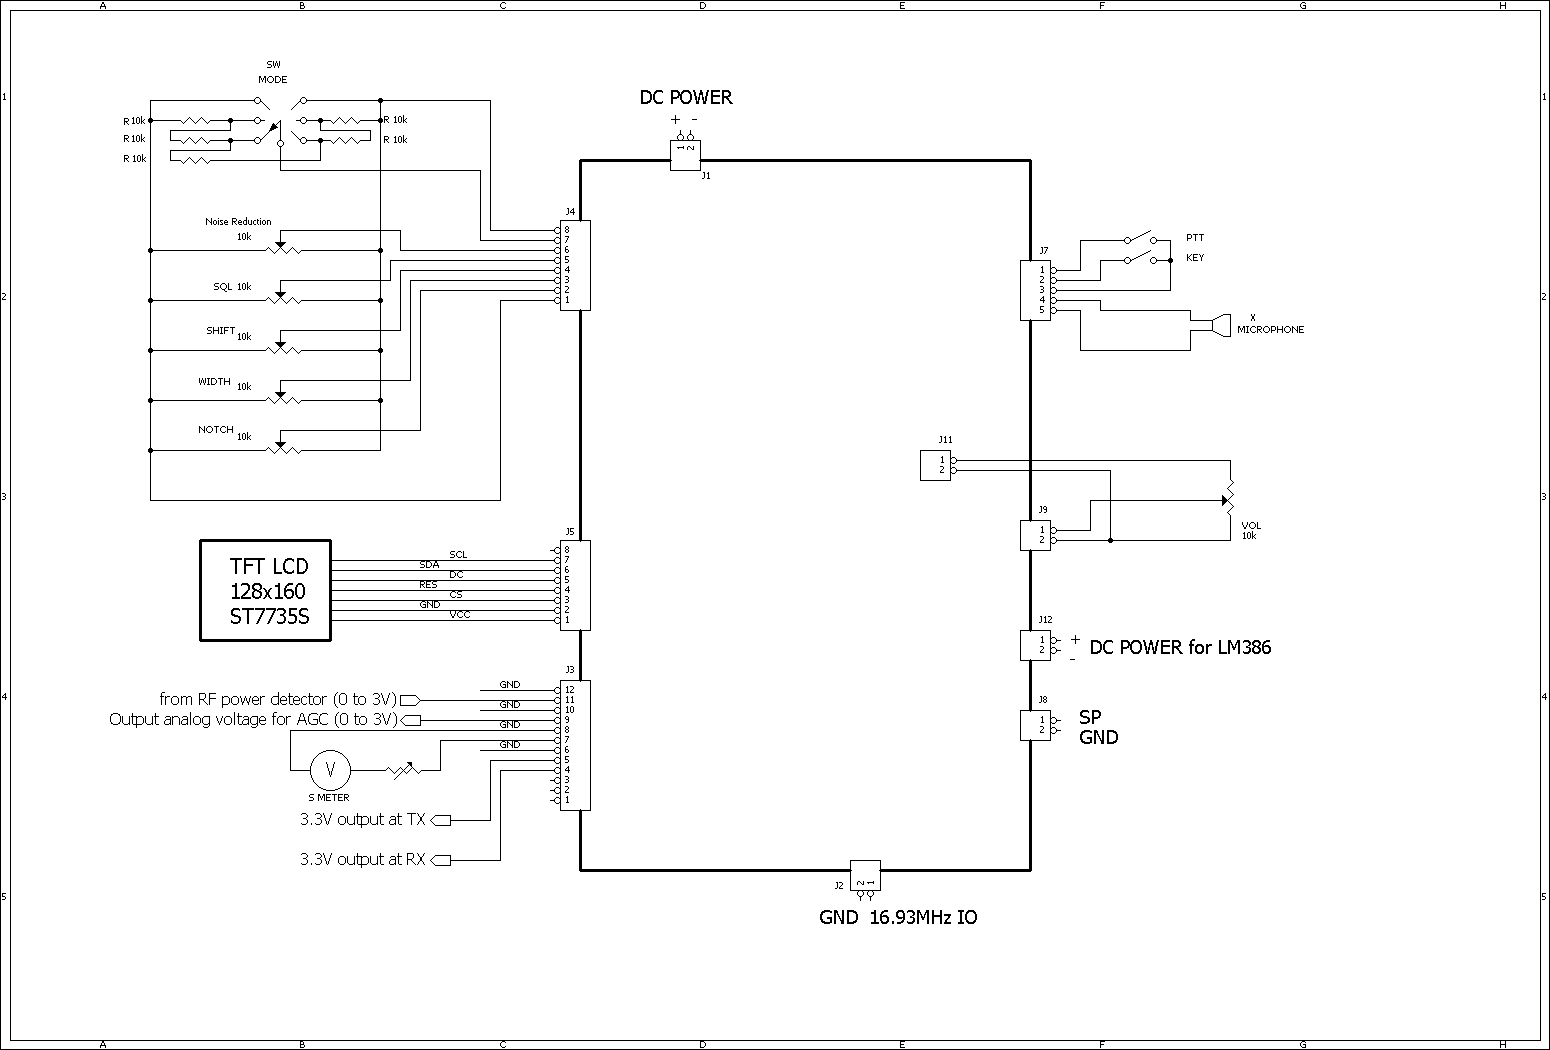 A B C D E F G H
1 1
2 2
3 3
4 4
5 5
SW
MODE
R 10k
R 10k
R 10k
R 10k
R 10k
Noise Reduction
10k
SQL 10k
SHIFT
10k
WIDTH
10k
NOTCH
10k
J4
8
7
6
5
4
3
2
1
DC POWER
+ -
1 2
J1
J7
1
2
3
4
5
PTT
KEY
X
MICROPHONE
J11
1
2
J9
1
2
VOL
10k
TFT LCD
128x160
ST7735S
SCL
SDA
DC
RES
CS
GND
VCC
J5
8
7
6
5
4
3
2
1
J12
1
2
+
-
DC POWER for LM386
J8
1
2
SP
GND
J3
12
11
10
9
8
7
6
5
4
3
2
1
GND
GND
GND
GND
from RF power detector (0 to 3V)
Output analog voltage for AGC (0 to 3V)
V
S METER
3.3V output at TX
3.3V output at RX
J2
2 1
GND 16.93MHz IO
A B C D E F G H